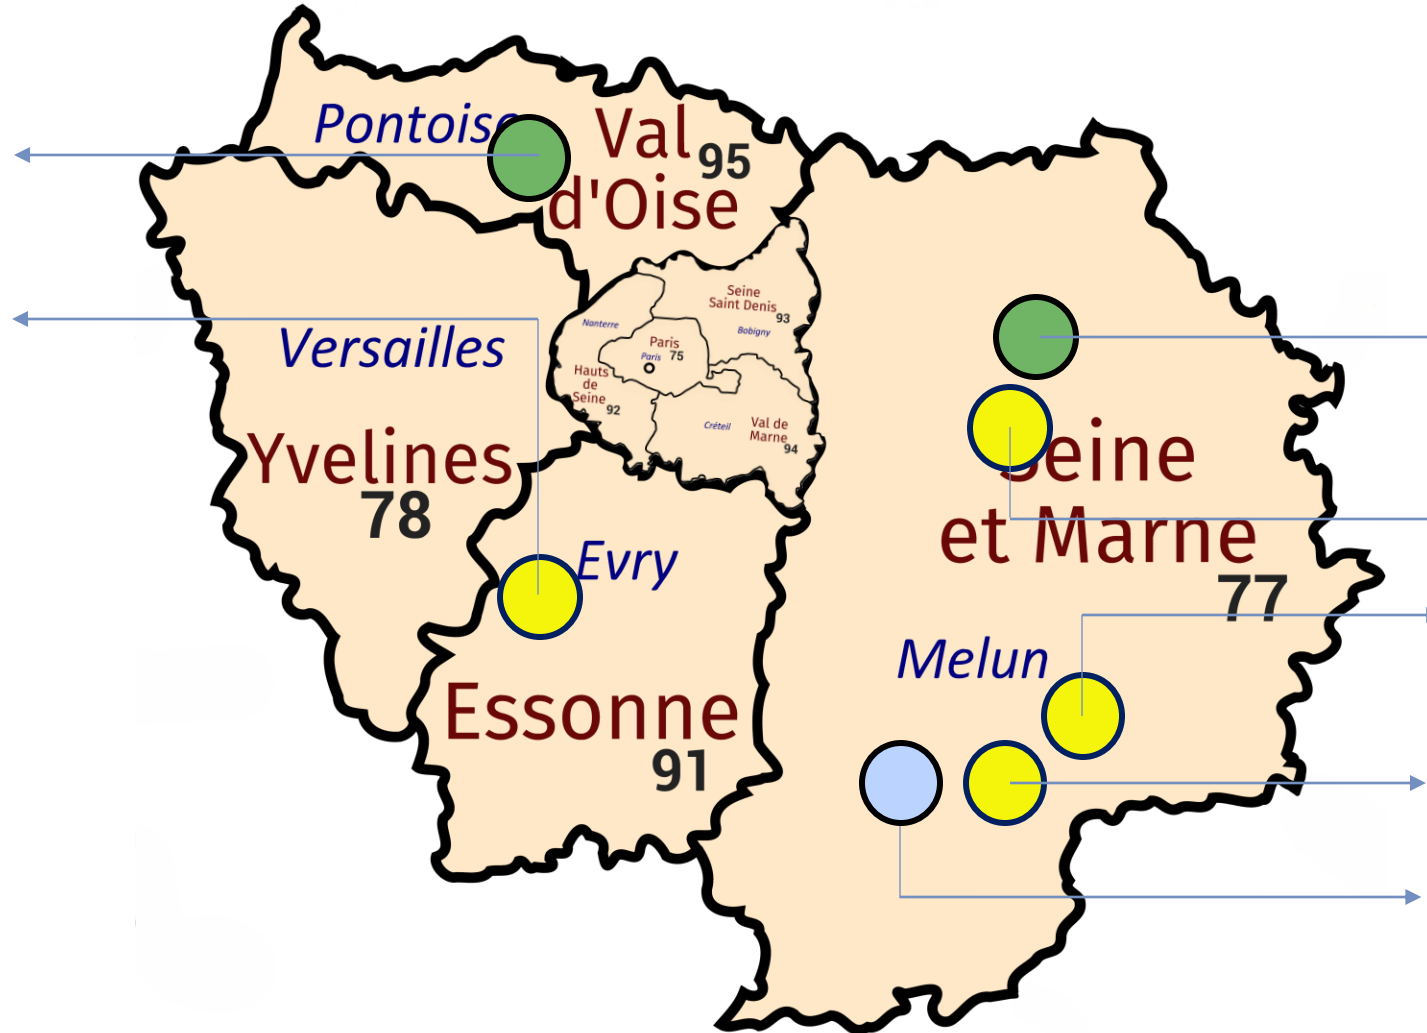 Pontoise
Val
95
d'Oise
Seine
Saint Denis
93
Nanterre
Bobigny
Paris
Paris
75
Versailles
Hauts
de
Seine
92
Créteil
Val de
Marne
94
Yvelines
78
Seine
et Marne
77
Evry
Melun
Essonne
91